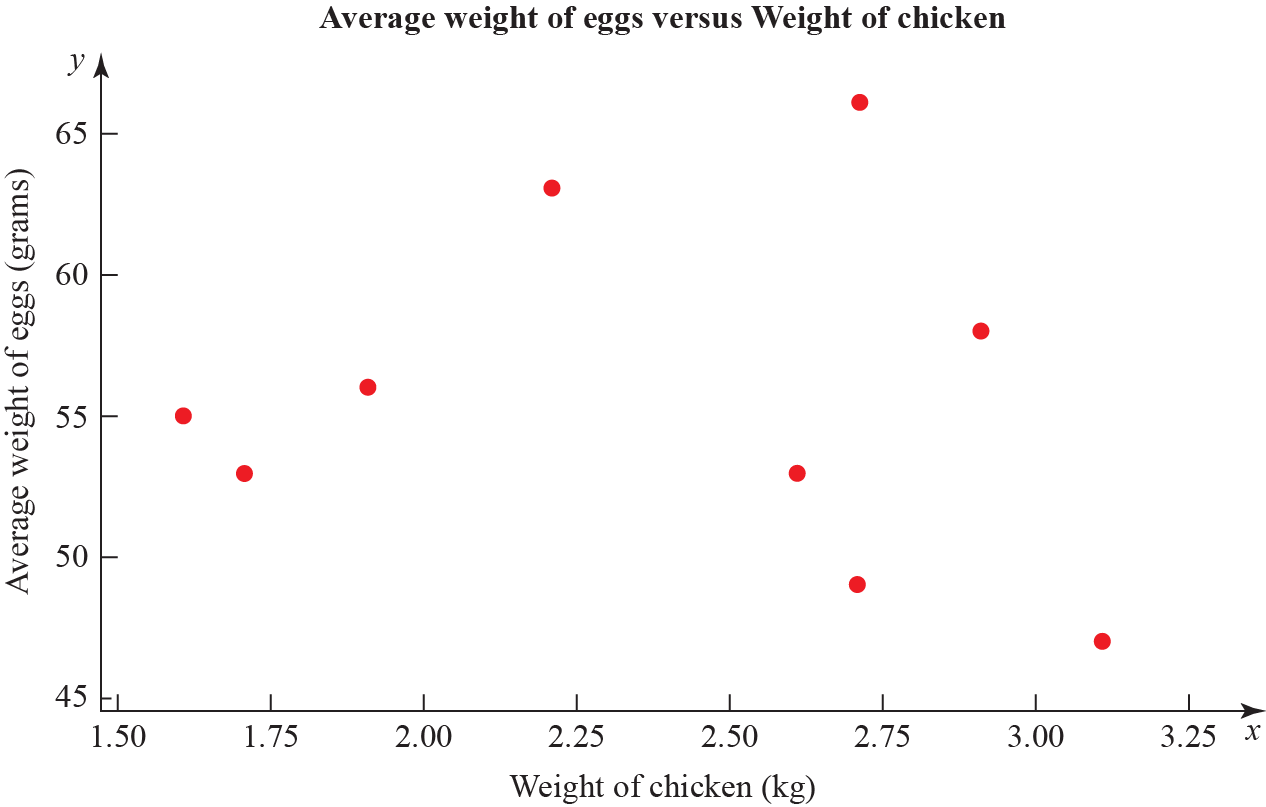 Average weight of eggs versus Weight of chicken
y
65
60
55
50
45
Average weight of eggs (grams)
1.50 1.75 2.00 2.25 2.50 2.75 3.00 3.25 x
Weight of chicken (kg)